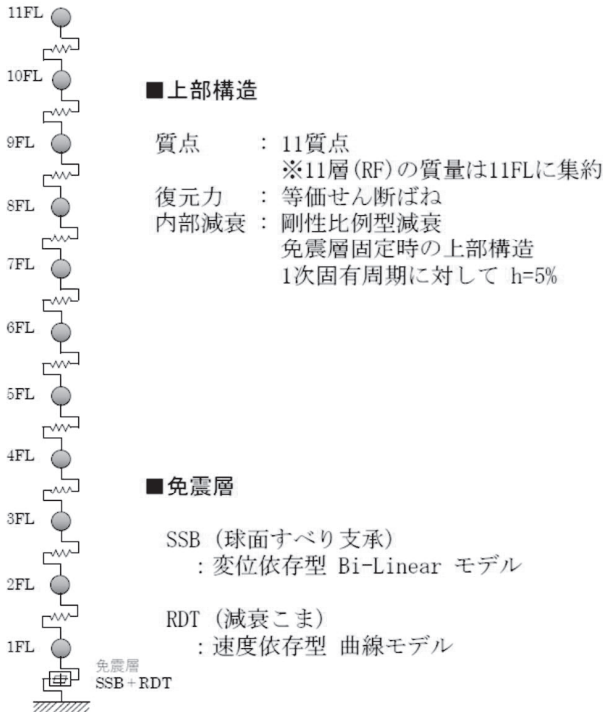 11FL
10FL
9FL
8FL
7FL
6FL
5FL
4FL
3FL
2FL
1FL
免震層
SSB+RDT
■上部構造
質点 : 11質点
※11層(RF)の質量は11FLに集約
復元力 : 等価せん断ばね
内部減衰 : 剛性比例型減衰
免震層固定時の上部構造
1次固有周期に対して h=5%
■免震層
SSB (球面すべり支承)
: 変位依存型 Bi-Linear モデル
RDT (減衰こま)
: 速度依存型 曲線モデル